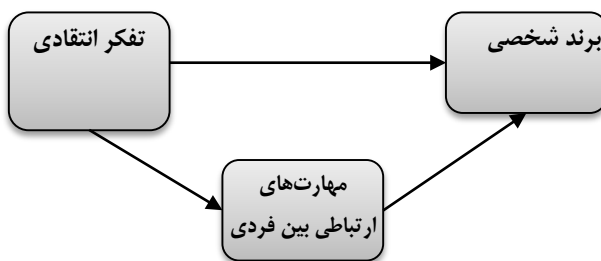 برند شخصی
تفکر انتقادی
مهارت‌های
ارتباطی بین فردی